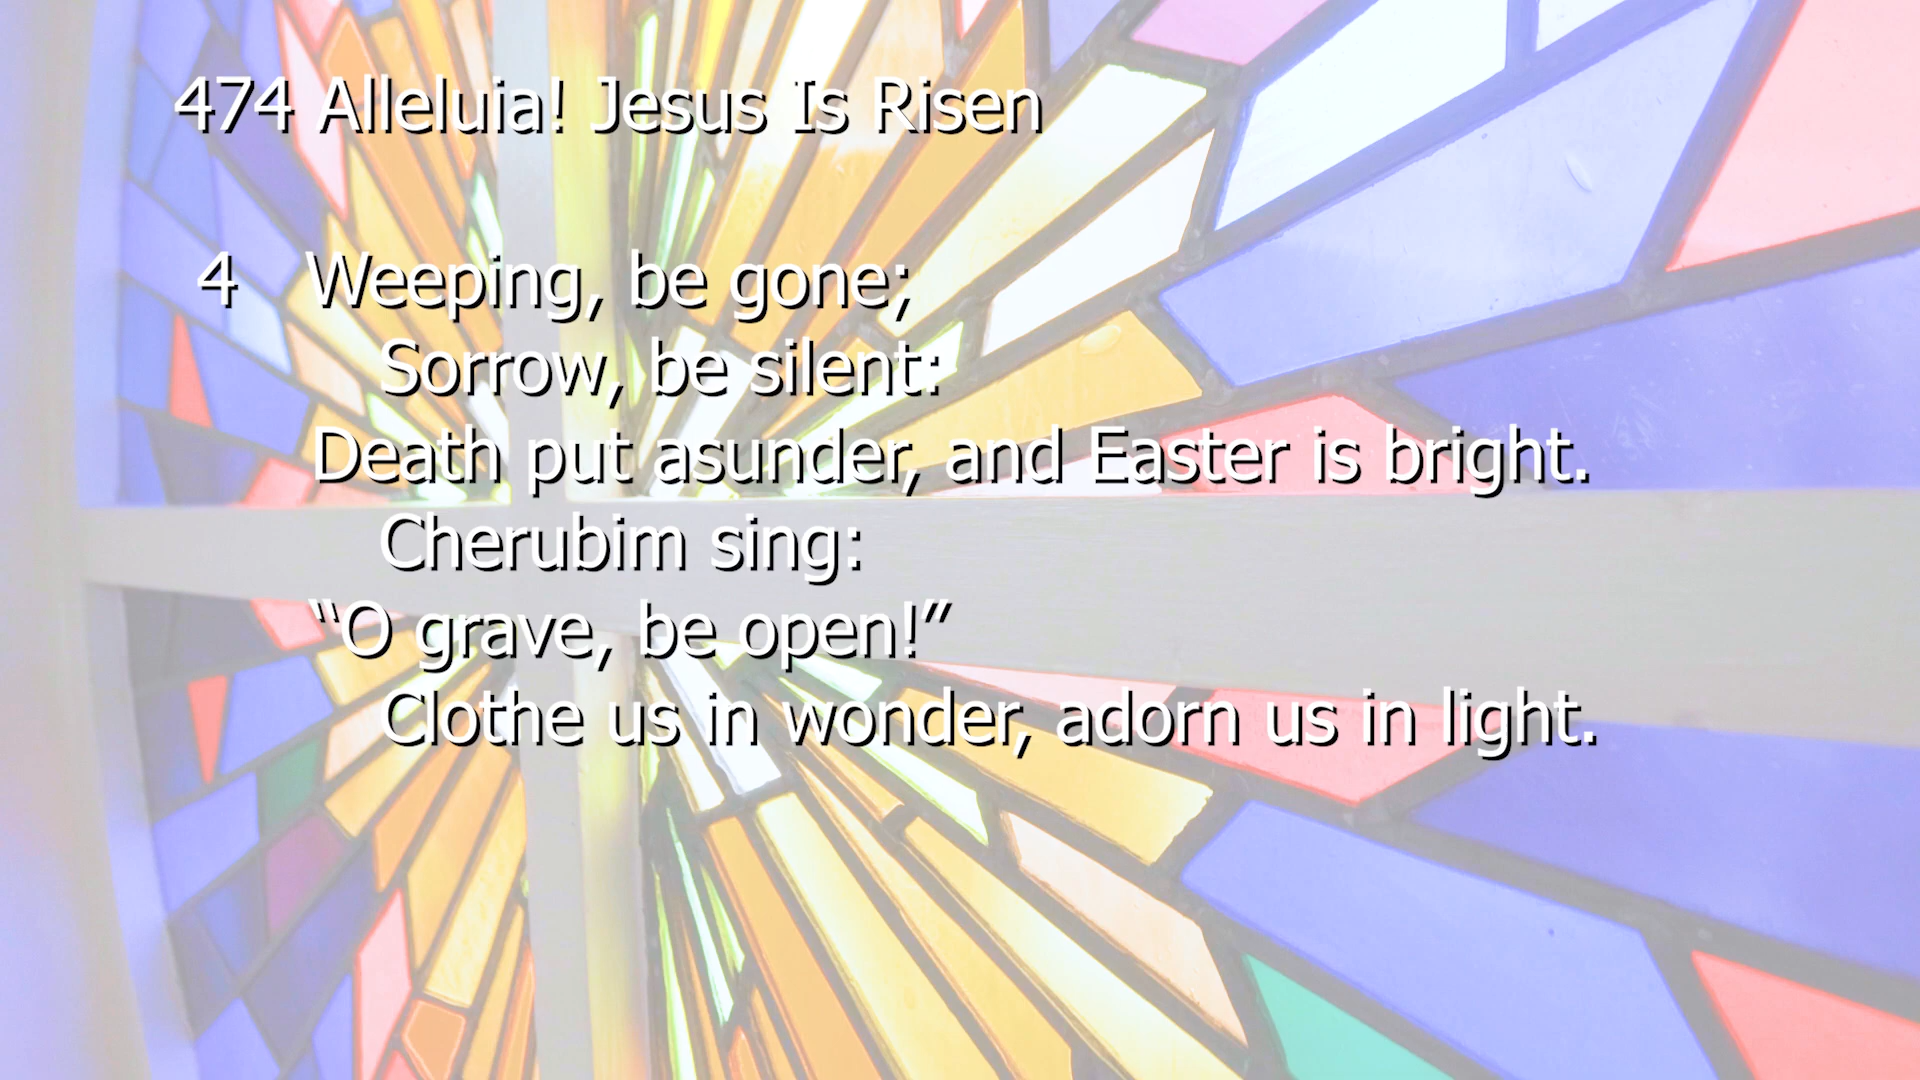 474 Alleluia! Jesus Is Risen
4 Weeping, be gone;
Sorrow, be silent:
Death put asunder, and Easter is bright.
Cherubim sing:
“O grave, be open!”
Clothe us in wonder, adorn us in light.